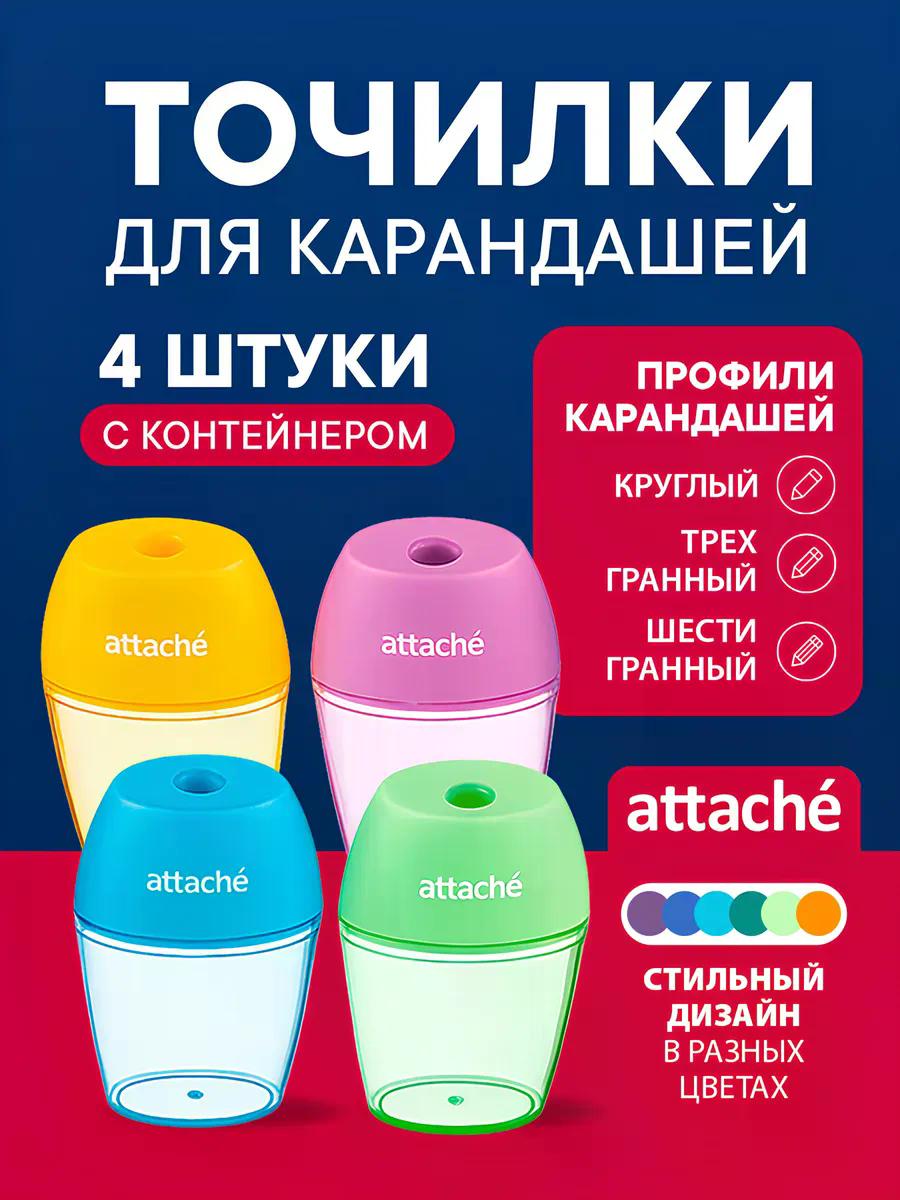 ТОЧИЛКИ
ДЛЯ КАРАНДАШЕЙ
4 ШТУКИ
С КОНТЕЙНЕРОМ
ПРОФИЛИ
КАРАНДАШЕЙ
КРУГЛЫЙ
ТРЕХ
ГРАННЫЙ
ШЕСТИ
ГРАННЫЙ
attaché
attaché
attaché
attaché
attaché
СТИЛЬНЫЙ
ДИЗАЙН
В РАЗНЫХ
ЦВЕТАХ